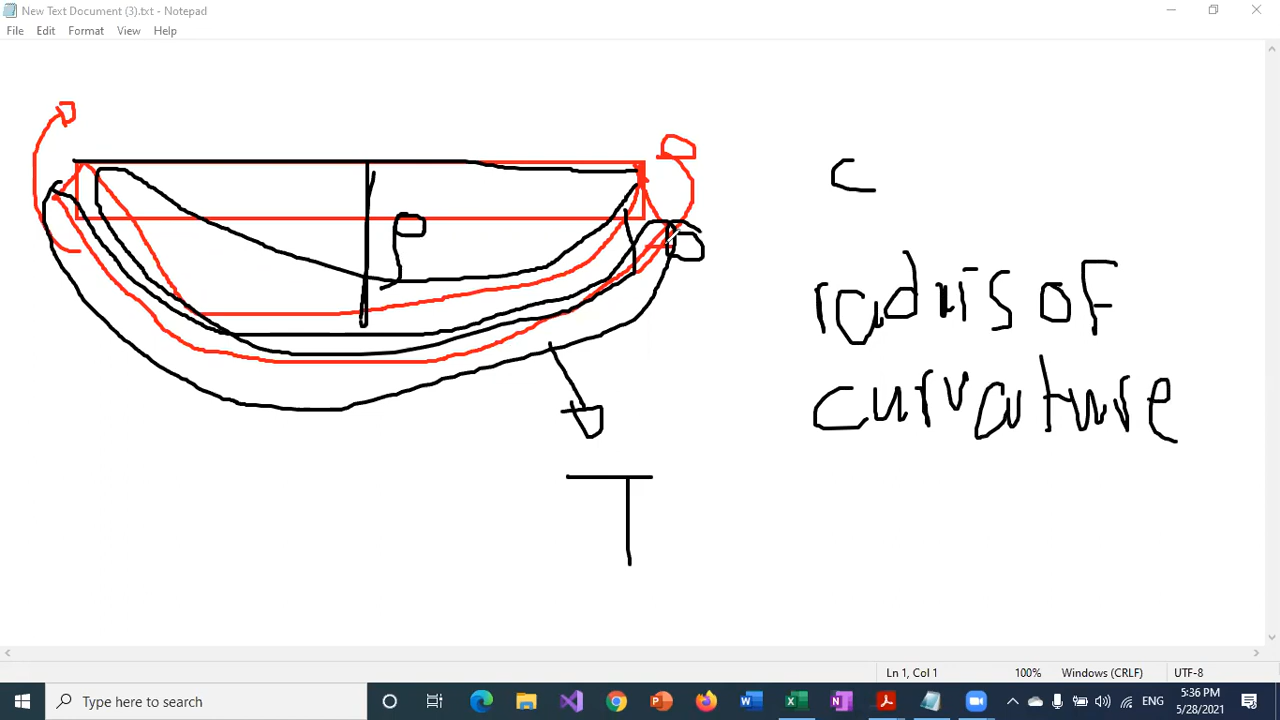 New Text Document (3).txt - Notepad
File Edit Format View Help
C
radius of
curvature
T
Ln 1, Col 1 100% Windows (CRLF) UTF-8
Type here to search
ENG
5:36 PM
5/28/2021